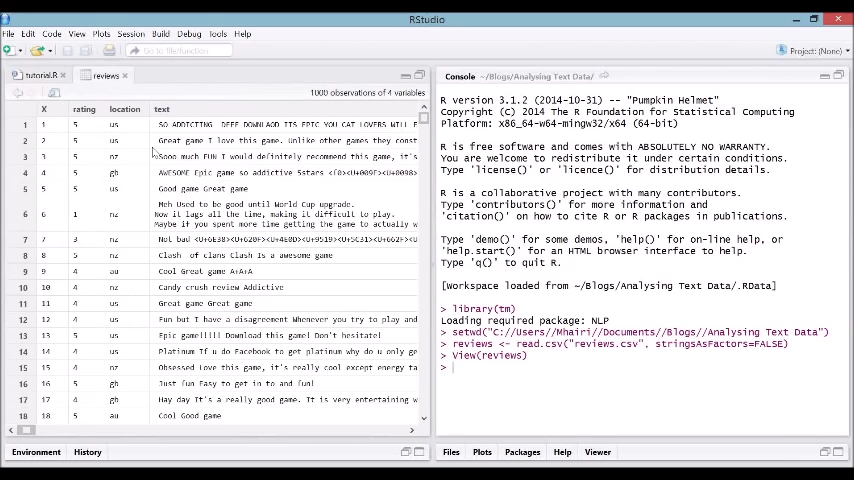 RStudio
File Edit Code View Plots Session Build Debug Tools Help
Go to file/function
Project: (None)
tutorial.R
reviews
1000 observations of 4 variables
X rating location text
1 1 5 us SO ADDICTING DEFF DOWNLAOD ITS EPIC YOU CAT LOVERS WILL F
2 2 5 us Great game I love this game. Unlike other games they const
3 3 5 nz Sooo much FUN I would definitely recommend this game, it's
4 4 5 gb AWESOME Epic game so addictive 5stars <f0><U+009F><U+0098>
5 5 5 us Good game Great game
Meh Used to be good until World Cup upgrade.
6 6 1 nz Now it lags all the time, making it difficult to play.
Maybe if you spent more time getting the game to actually w
7 7 3 nz
8 8 5 nz Clash of clans Clash Is a awesome game
9 9 4 au Cool Great game A+A+A
10 10 4 nz Candy crush review Addictive
11 11 4 us Great game Great game
12 12 4 us Fun but I have a disagreement Whenever you try to play and
13 13 5 us Epic game!!!!! Download this game! Don't hesitate!
14 14 4 us Platinum If u do Facebook to get platinum why do u only ge
15 15 4 nz Obsessed Love this game, it's really cool except energy ta
16 16 5 gb Just fun Easy to get in to and fun!
17 17 4 gb Hay day It's a really good game. It is very entertaining w
18 18 5 au Cool Good game
Environment History
Console ~/Blogs/Analysing Text Data/
R version 3.1.2 (2014-10-31) -- "Pumpkin Helmet"
Copyright (C) 2014 The R Foundation for Statistical Computing
Platform: x86_64-w64-mingw32/x64 (64-bit)
R is free software and comes with ABSOLUTELY NO WARRANTY.
You are welcome to redistribute it under certain conditions.
Type 'license()' or 'licence()' for distribution details.
R is a collaborative project with many contributors.
Type 'contributors()' for more information and
'citation()' on how to cite R or R packages in publications.
Type 'demo()' for some demos, 'help()' for on-line help, or
'help.start()' for an HTML browser interface to help.
Type 'q()' to quit R.
[Workspace loaded from ~/Blogs/Analysing Text Data/.RData]
> library(tm)
Loading required package: NLP
> setwd("C://Users//Mhairi//Documents//Blogs//Analysing Text Data")
> reviews <- read.csv("reviews.csv", stringsAsFactors=FALSE)
> View(reviews)
>
Files Plots Packages Help Viewer